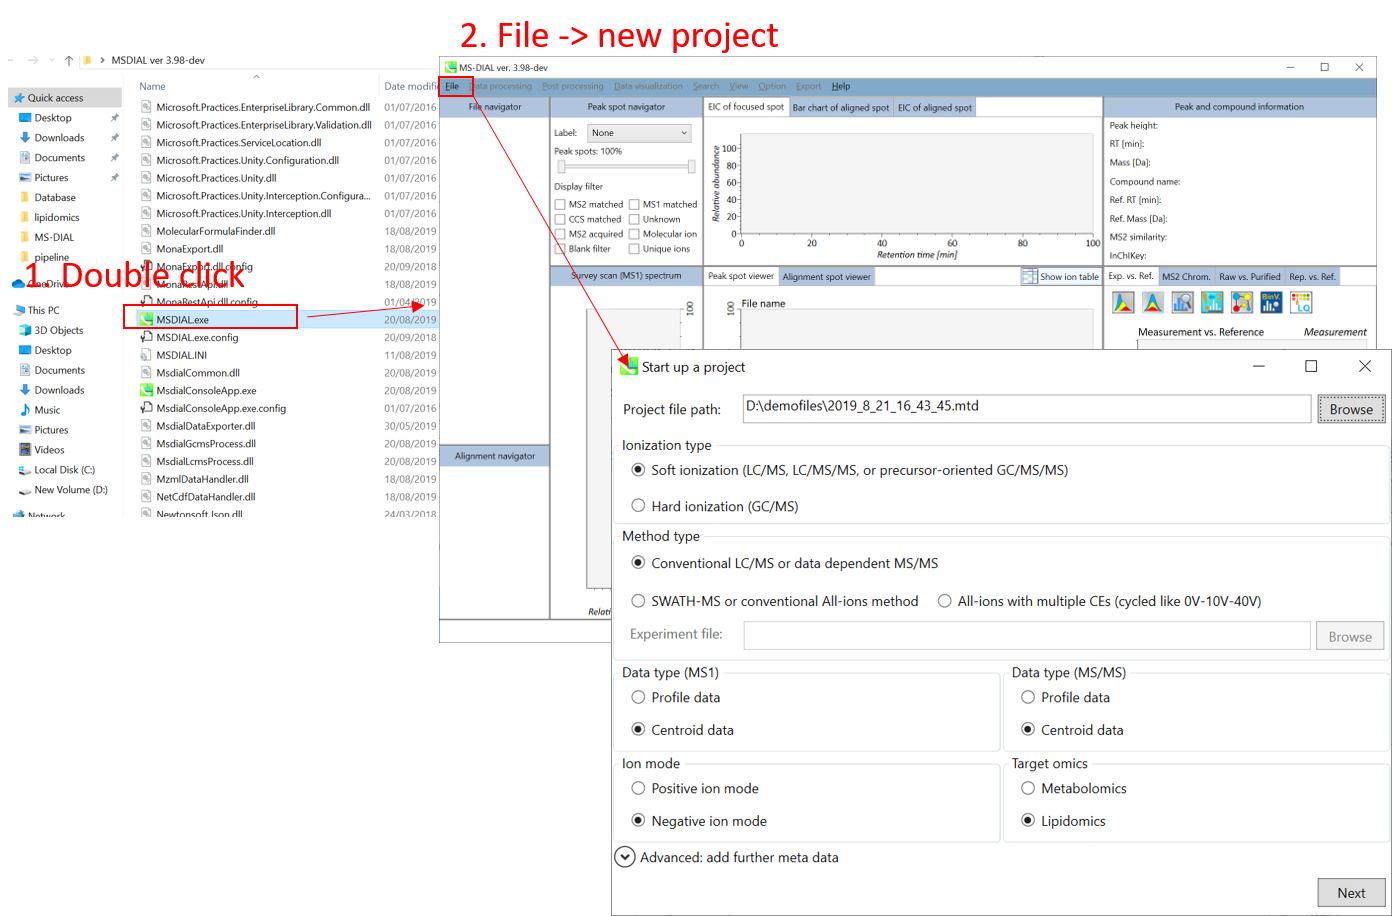 2. File -> new project
MSDIAL ver 3.98-dev
Name
Date modifi
Quick access
Desktop
Downloads
Documents
Pictures
Database
lipidomics
MS-DIAL
pipeline
1. Double click
This PC
3D Objects
Desktop
Documents
Downloads
Music
Pictures
Videos
Local Disk (C:)
New Volume (D:)
Network
Microsoft.Practices.EnterpriseLibrary.Common.dll 01/07/2016
Microsoft.Practices.EnterpriseLibrary.Validation.dll 01/07/2016
Microsoft.Practices.ServiceLocation.dll 01/07/2016
Microsoft.Practices.Unity.Configuration.dll 01/07/2016
Microsoft.Practices.Unity.dll 01/07/2016
Microsoft.Practices.Unity.Interception.Configura... 01/07/2016
Microsoft.Practices.Unity.Interception.dll 01/07/2016
MolecularFormulaFinder.dll 18/08/2019
MonaExport.dll 18/08/2019
MonaExport.dll.config 20/09/2018
MonaRestApi.dll 18/08/2019
MonaRestApi.dll.config 01/04/2019
MSDIAL.exe 20/08/2019
MSDIAL.exe.config 20/09/2018
MSDIAL.INI 11/08/2019
MsdialCommon.dll 20/08/2019
MsdialConsoleApp.exe 20/08/2019
MsdialConsoleApp.exe.config 01/07/2016
MsdialDataExporter.dll 30/05/2019
MsdialGcmsProcess.dll 20/08/2019
MsdialLcmsProcess.dll 20/08/2019
MzmlDataHandler.dll 18/08/2019
NetCdfDataHandler.dll 18/08/2019
Newtonsoft.Json.dll 24/03/2018
MS-DIAL ver. 3.98-dev
File Data processing Post processing Data visualization Search View Option Export Help
File navigator
Alignment navigator
Peak spot navigator
Label: None
Peak spots: 100%
Display filter
MS2 matched MS1 matched
CCS matched Unknown
MS2 acquired Molecular ion
Blank filter Unique ions
Survey scan (MS1) spectrum
100
Relati
EIC of focused spot Bar chart of aligned spot EIC of aligned spot
Relative abundance
100
80
60
40
20
0
0 20 40 60 80 100
Retention time [min]
Peak spot viewer Alignment spot viewer Show ion table
100
File name
Peak and compound information
Peak height:
RT [min]:
Mass [Da]:
Compound name:
Ref. RT [min]:
Ref. Mass [Da]:
MS2 similarity:
InChIKey:
Exp. vs. Ref. MS2 Chrom. Raw vs. Purified Rep. vs. Ref.
BinV.
LQ
Measurement vs. Reference Measurement
Start up a project
Project file path: D:\demofiles\2019_8_21_16_43_45.mtd Browse
Ionization type
Soft ionization (LC/MS, LC/MS/MS, or precursor-oriented GC/MS/MS)
Hard ionization (GC/MS)
Method type
Conventional LC/MS or data dependent MS/MS
SWATH-MS or conventional All-ions method All-ions with multiple CEs (cycled like 0V-10V-40V)
Experiment file: Browse
Data type (MS1) Data type (MS/MS)
Profile data Profile data
Centroid data Centroid data
Ion mode Target omics
Positive ion mode Metabolomics
Negative ion mode Lipidomics
Advanced: add further meta data
Next